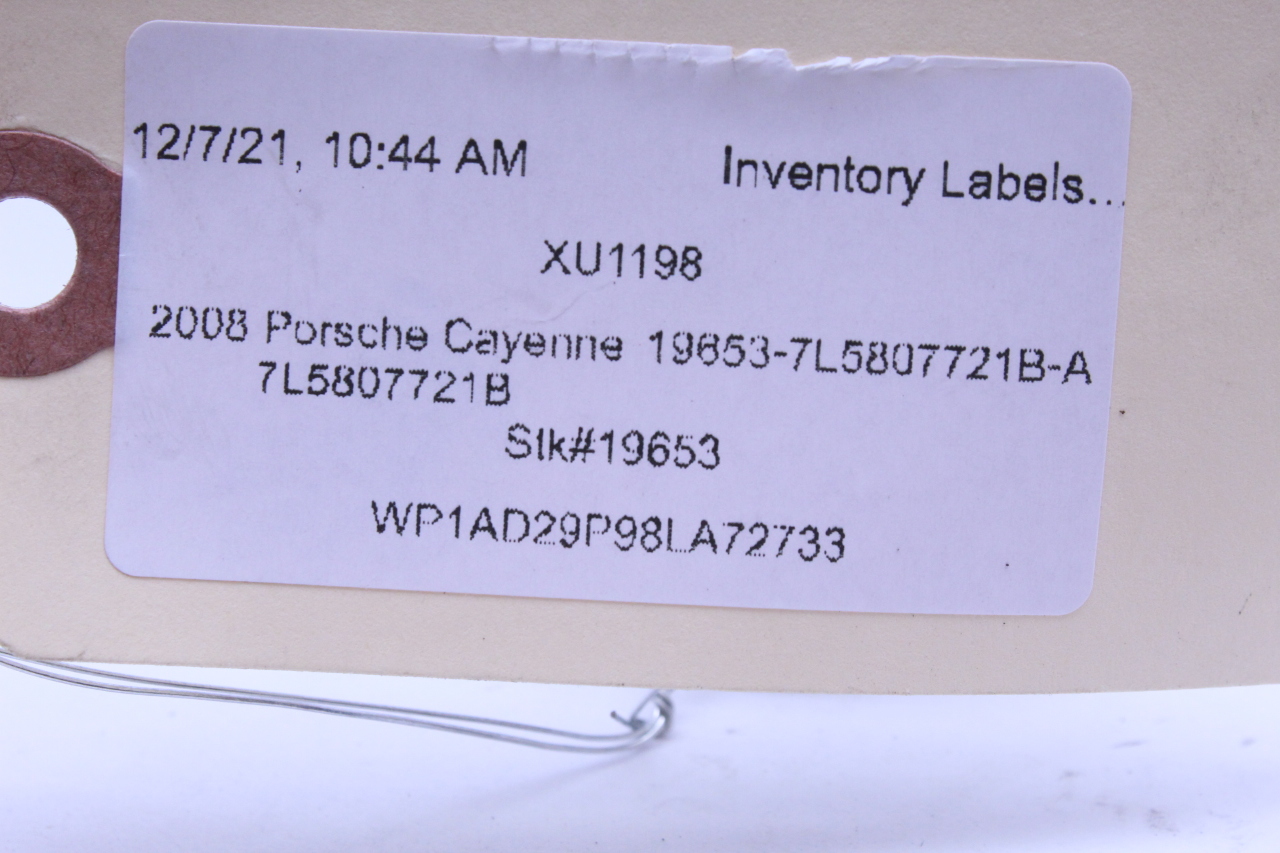 12/7/21, 10:44 AM Inventory Labels...
XU1198
2008 Porsche Cayenne 19653-7L5807721B-A
7L5807721B
Stk#19653
WP1AD29P98LA72733